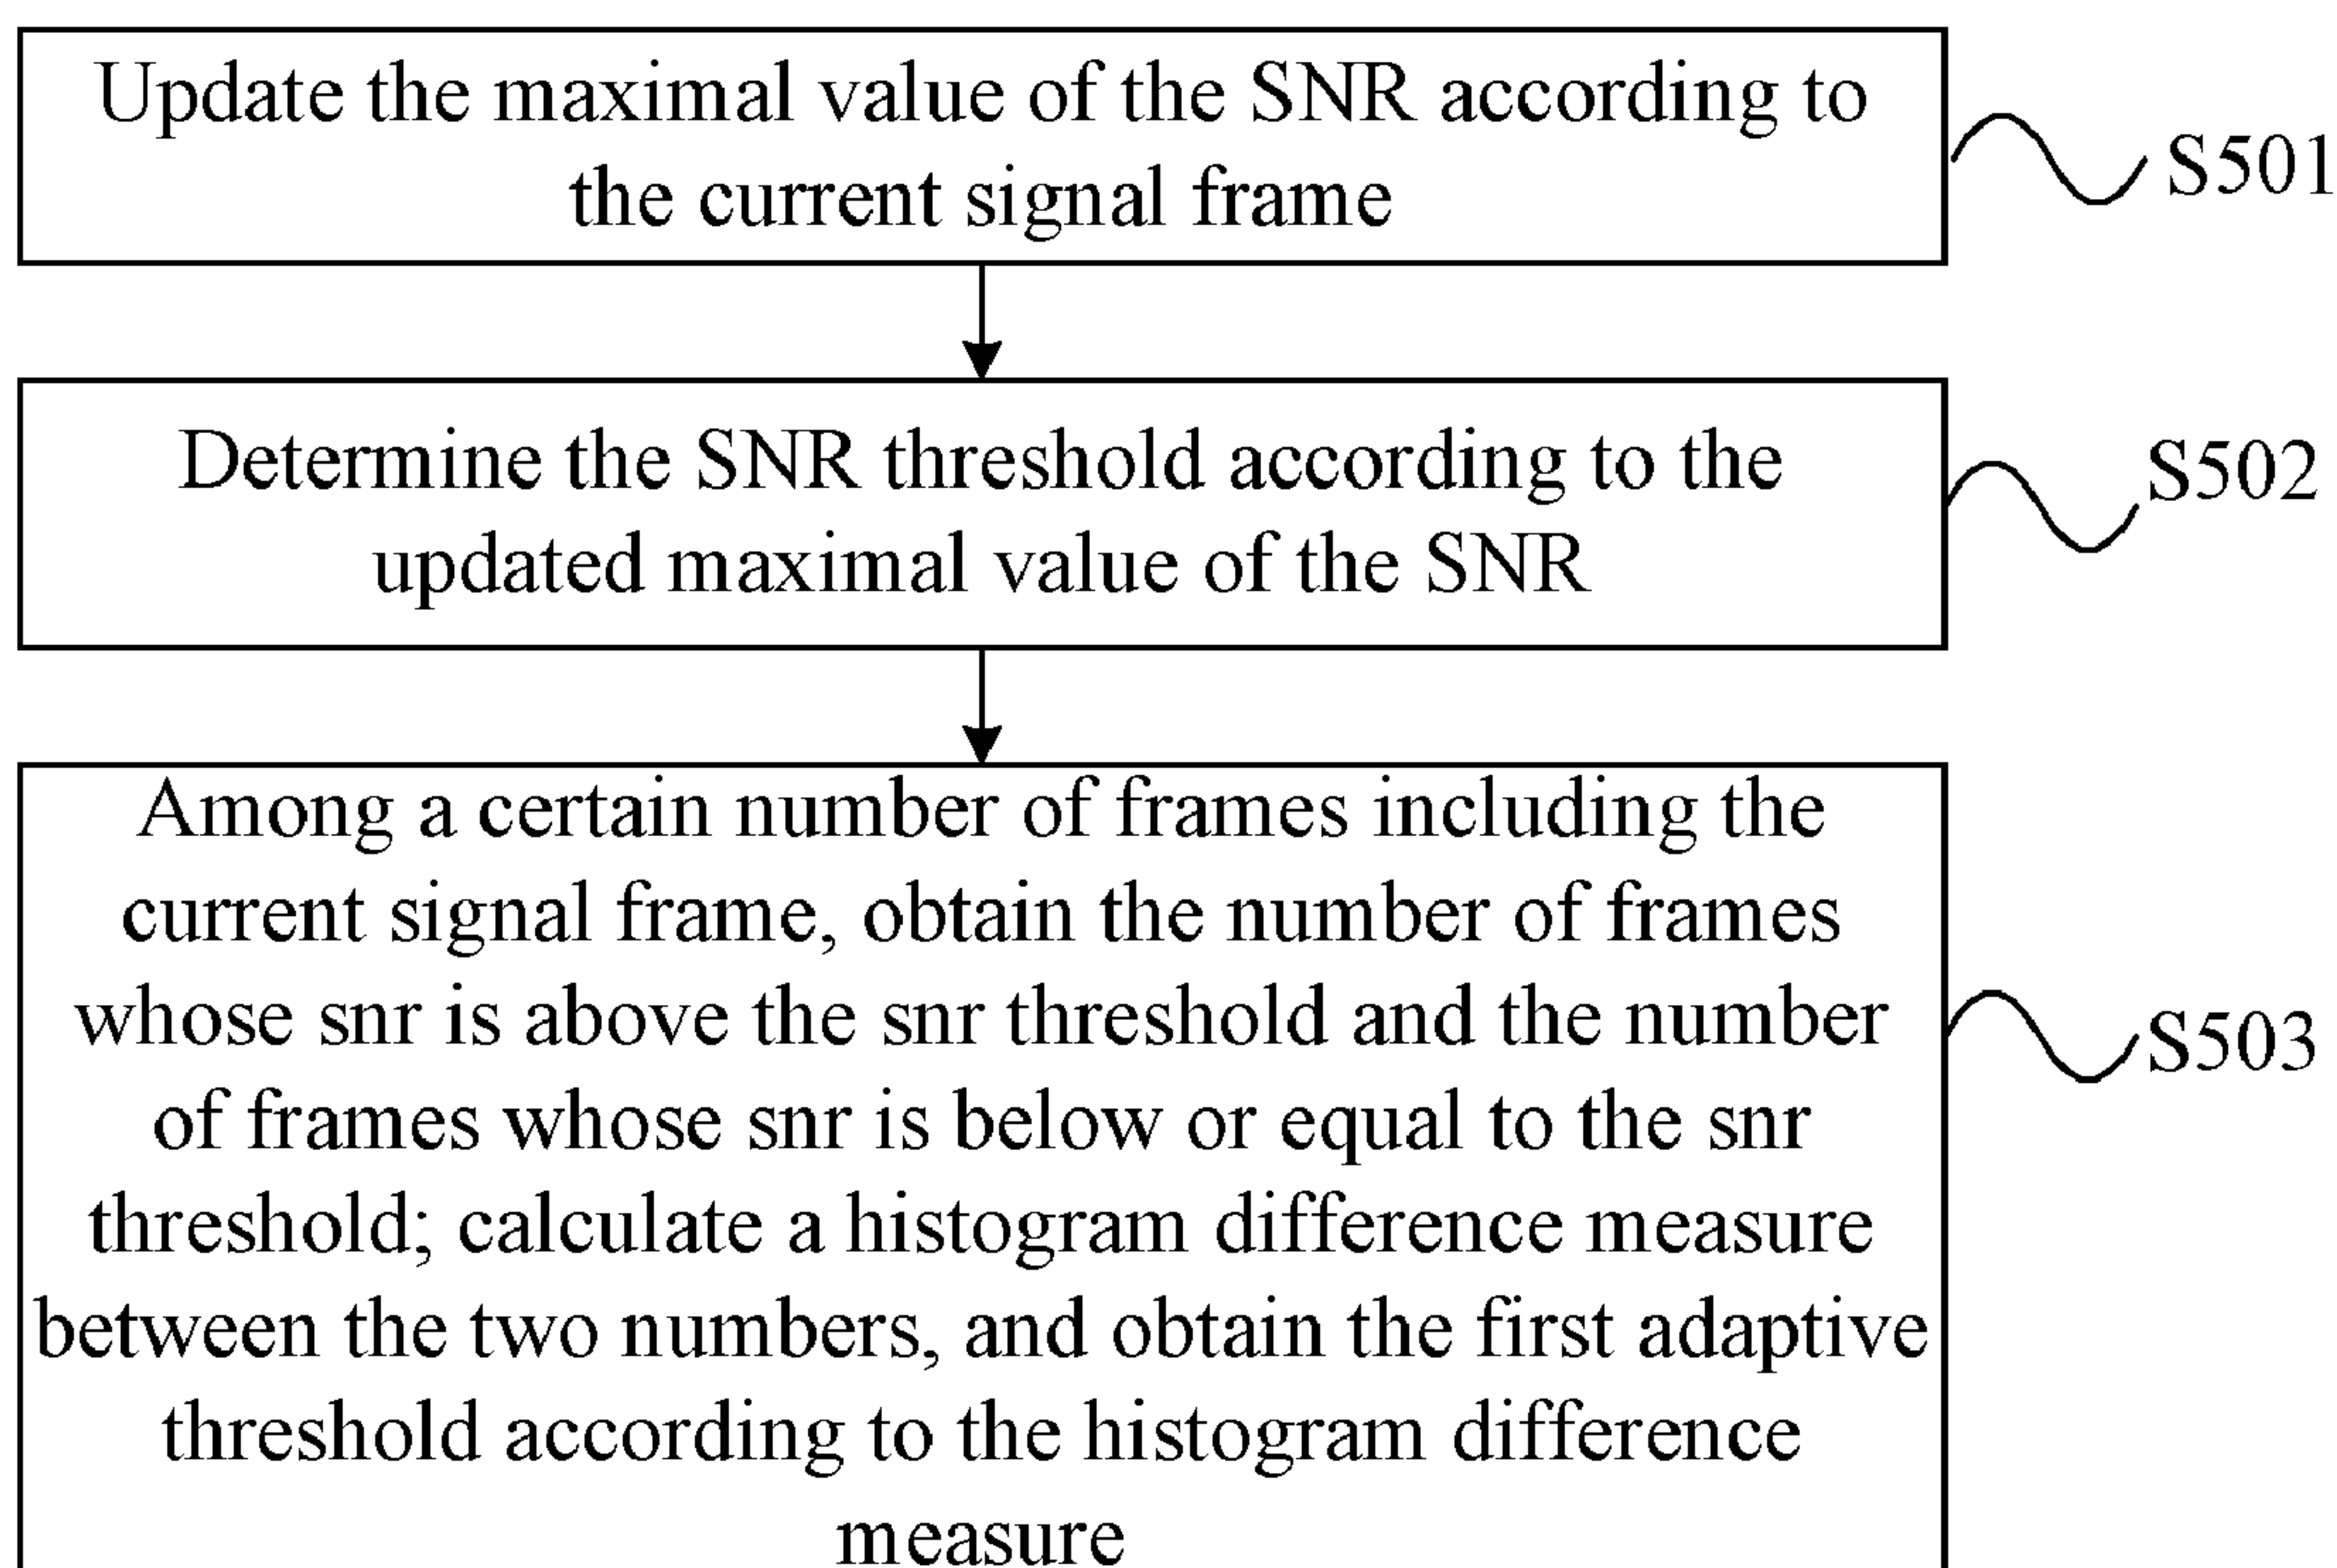 Update the maximal value of the SNR according to
the current signal frame
S501
Determine the SNR threshold according to the
updated maximal value of the SNR
S502
Among a certain number of frames including the
current signal frame, obtain the number of frames
whose snr is above the snr threshold and the number
of frames whose snr is below or equal to the snr
threshold; calculate a histogram difference measure
between the two numbers, and obtain the first adaptive
threshold according to the histogram difference
measure
S503